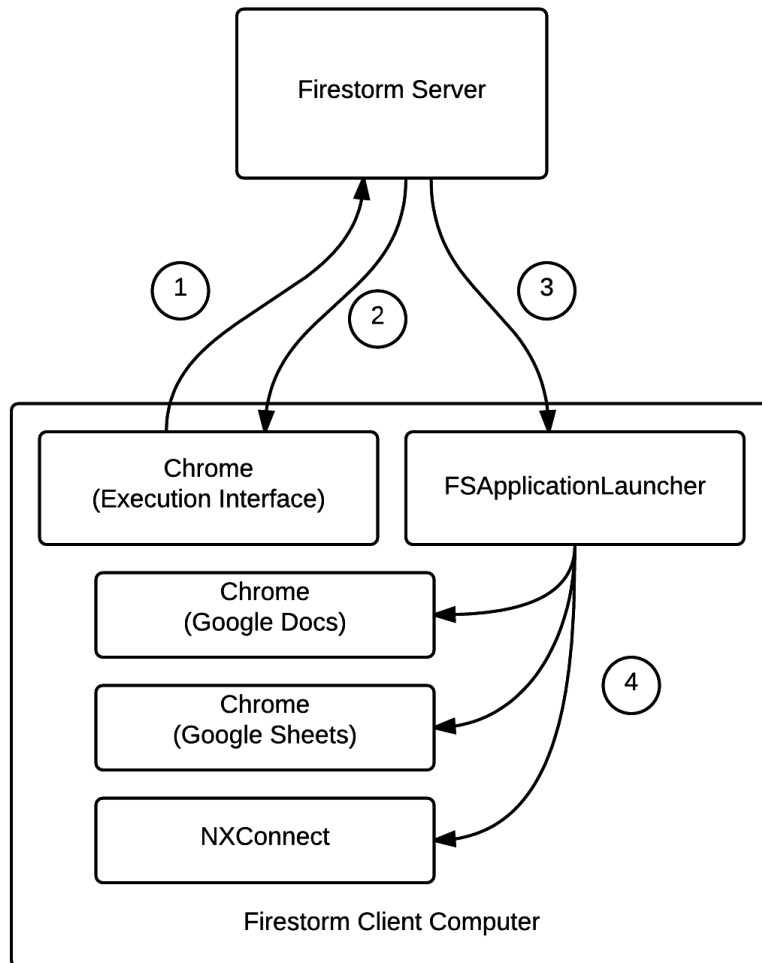 Firestorm Server
1
2
3
Chrome
(Execution Interface)
FSApplicationLauncher
Chrome
(Google Docs)
4
Chrome
(Google Sheets)
NXConnect
Firestorm Client Computer